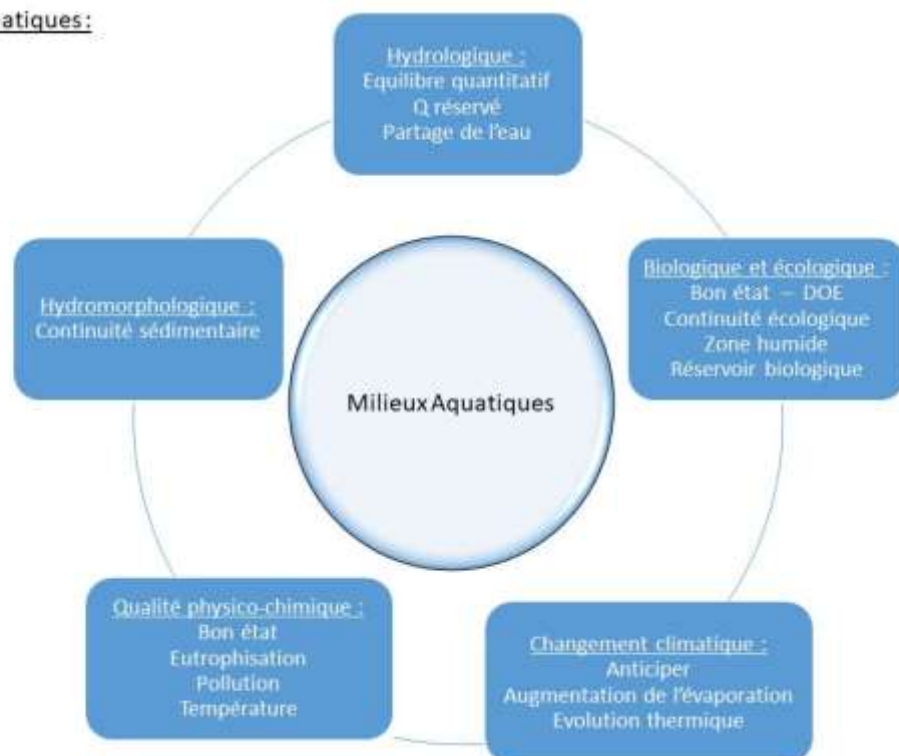 atiques :
Hydrologique :
Equilibre quantitatif
Q réservé
Partage de l'eau
Biologique et écologique :
Bon état – DOE
Continuité écologique
Zone humide
Réservoir biologique
Changement climatique :
Anticiper
Augmentation de l'évaporation
Evolution thermique
Qualité physico-chimique :
Bon état
Eutrophisation
Pollution
Température
Hydromorphologique :
Continuité sédimentaire
Milieux Aquatiques